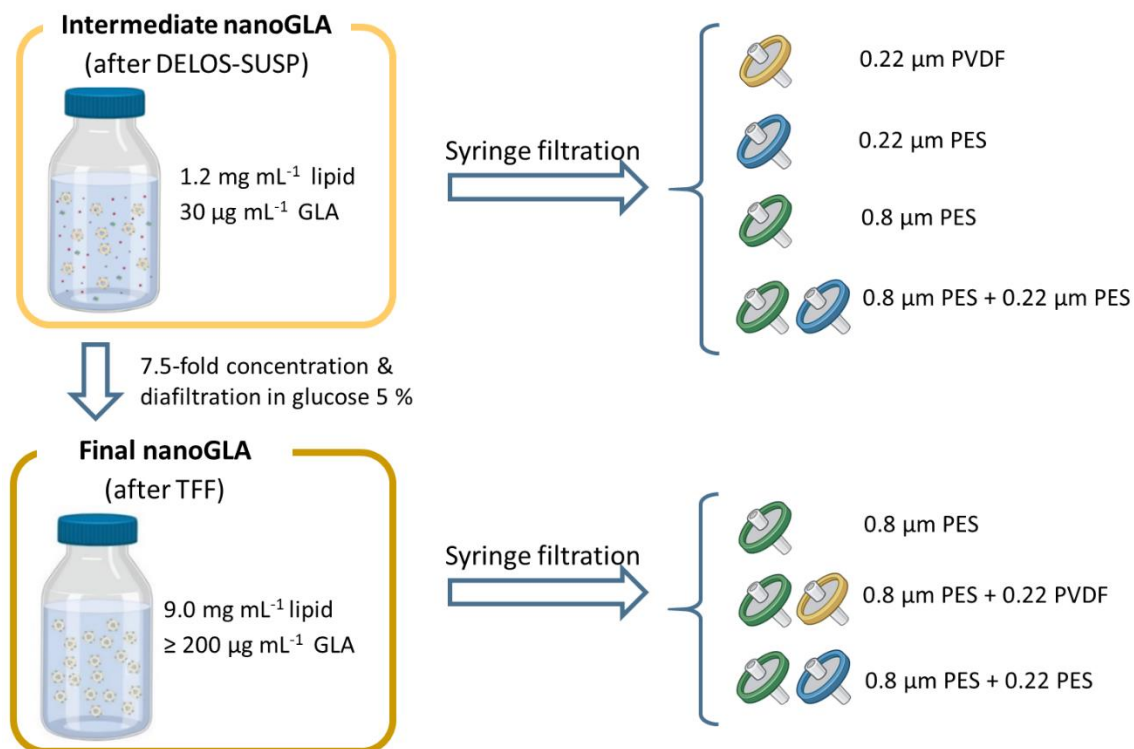 Intermediate nanoGLA
(after DELOS-SUSP)
1.2 mg mL⁻¹ lipid
30 µg mL⁻¹ GLA
Syringe filtration
0.22 µm PVDF
0.22 µm PES
0.8 µm PES
0.8 µm PES + 0.22 µm PES
7.5-fold concentration &
diafiltration in glucose 5 %
Final nanoGLA
(after TFF)
9.0 mg mL⁻¹ lipid
≥ 200 µg mL⁻¹ GLA
Syringe filtration
0.8 µm PES
0.8 µm PES + 0.22 PVDF
0.8 µm PES + 0.22 PES